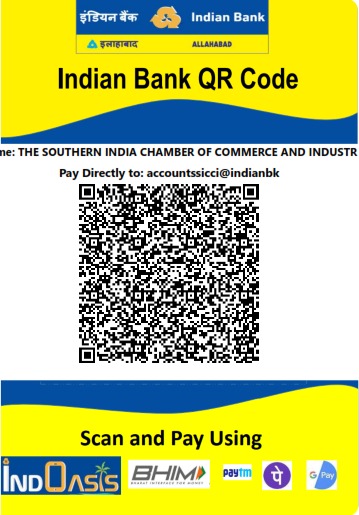 इंडियन बैंक Indian Bank
इलाहाबाद ALLAHABAD
Indian Bank QR Code
me: THE SOUTHERN INDIA CHAMBER OF COMMERCE AND INDUSTR
Pay Directly to: accountssicci@indianbk
Scan and Pay Using
INDOASIS BHIM paytm पे G Pay
BHARAT INTERFACE FOR MONEY